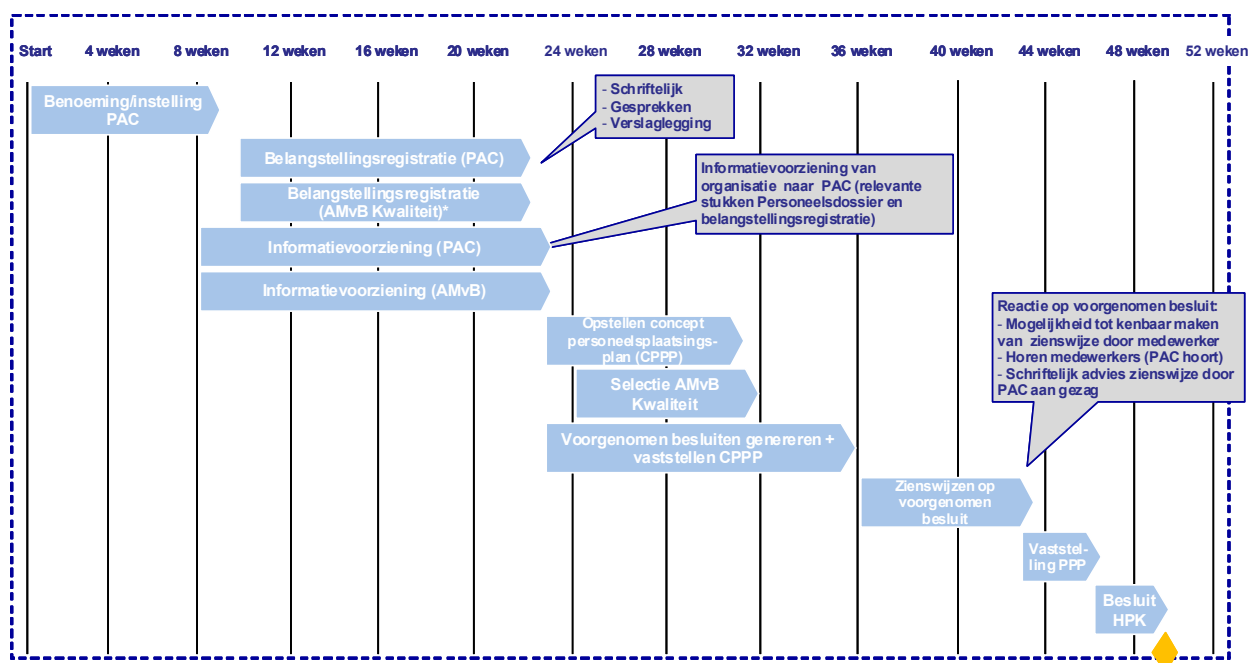 Start 4 weken 8 weken 12 weken 16 weken 20 weken 24 weken 28 weken 32 weken 36 weken 40 weken 44 weken 48 weken 52 weken
Benoeming/instelling
PAC
- Schriftelijk
- Gesprekken
- Verslaglegging
Belangstellingsregistratie (PAC)
Belangstellingsregistratie
(AMvB Kwaliteit)*
Informatievoorziening van
organisatie naar PAC (relevante
stukken Personeelsdossier en
belangstellingsregistratie)
Informatievoorziening (PAC)
Informatievoorziening (AMvB)
Opstellen concept
personeelsplaatsings-
plan (CPPP)
Selectie AMvB
Kwaliteit
Reactie op voorgenomen besluit:
- Mogelijkheid tot kenbaar maken
van zienswijze door medewerker
- Horen medewerkers (PAC hoort)
- Schriftelijk advies zienswijze door
PAC aan gezag
Voorgenomen besluiten genereren +
vaststellen CPPP
Zienswijzen op
voorgenomen
besluit
Vaststel-
ling PPP
Besluit
HPK